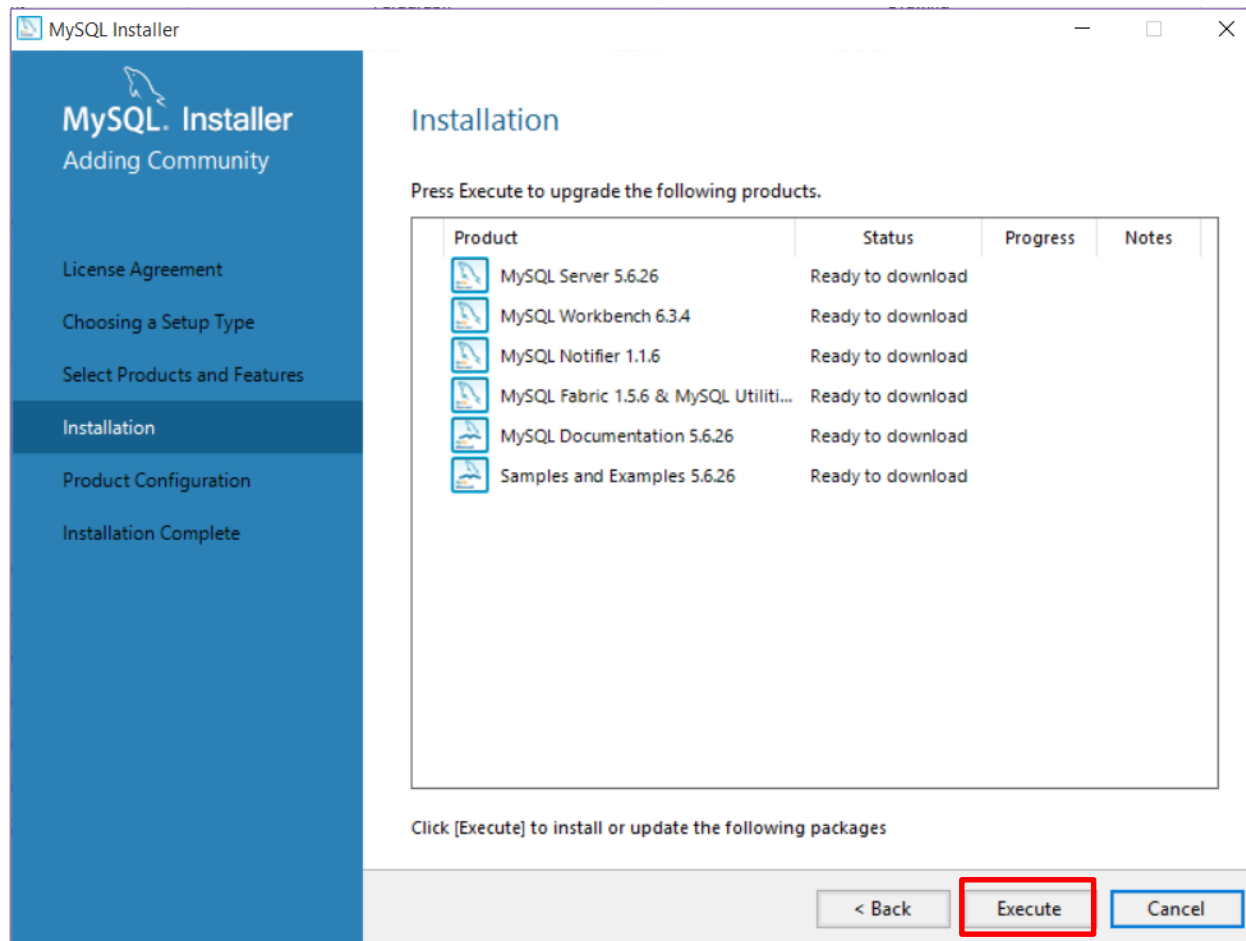 MySQL Installer
MySQL. Installer
Adding Community
License Agreement
Choosing a Setup Type
Select Products and Features
Installation
Product Configuration
Installation Complete
Installation
Press Execute to upgrade the following products.
Product Status Progress Notes
MySQL Server 5.6.26 Ready to download
MySQL Workbench 6.3.4 Ready to download
MySQL Notifier 1.1.6 Ready to download
MySQL Fabric 1.5.6 & MySQL Utiliti... Ready to download
MySQL Documentation 5.6.26 Ready to download
Samples and Examples 5.6.26 Ready to download
Click [Execute] to install or update the following packages
< Back Execute Cancel